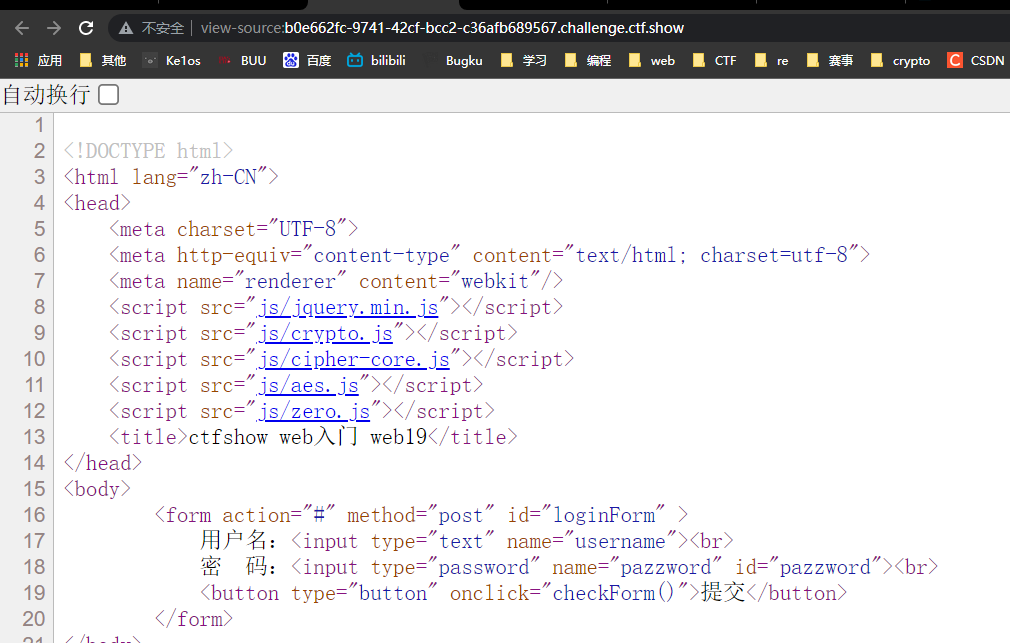 不安全 view-source:b0e662fc-9741-42cf-bcc2-c36afb689567.challenge.ctf.show
应用 其他 Ke1os BUU 百度 bilibili Bugku 学习 编程 web CTF re 赛事 crypto C CSDN
自动换行
1
2 <!DOCTYPE html>
3 <html lang="zh-CN">
4 <head>
5 <meta charset="UTF-8">
6 <meta http-equiv="content-type" content="text/html; charset=utf-8">
7 <meta name="renderer" content="webkit"/>
8 <script src="js/jquery.min.js"></script>
9 <script src="js/crypto.js"></script>
10 <script src="js/cipher-core.js"></script>
11 <script src="js/aes.js"></script>
12 <script src="js/zero.js"></script>
13 <title>ctfshow web入门 web19</title>
14 </head>
15 <body>
16 <form action="#" method="post" id="loginForm" >
17 用户名：<input type="text" name="username"><br>
18 密　码：<input type="password" name="pazzword" id="pazzword"><br>
19 <button type="button" onclick="checkForm()">提交</button>
20 </form>